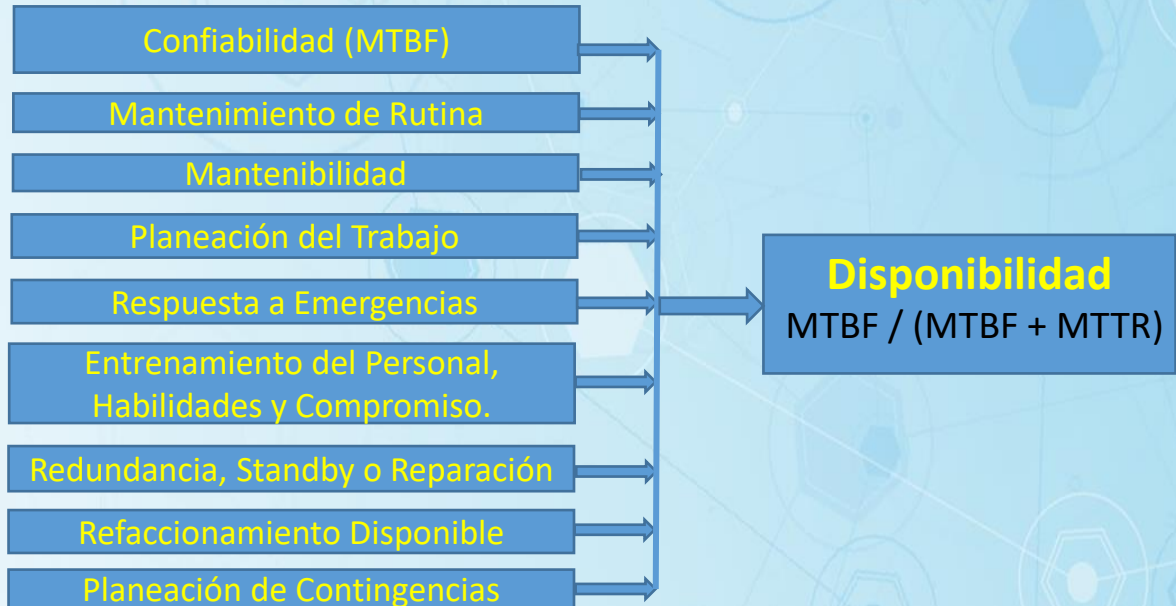 Confiabilidad (MTBF)
Mantenimiento de Rutina
Mantenibilidad
Planeación del Trabajo
Respuesta a Emergencias
Entrenamiento del Personal,
Habilidades y Compromiso.
Redundancia, Standby o Reparación
Refaccionamiento Disponible
Planeación de Contingencias
Disponibilidad
MTBF / (MTBF + MTTR)